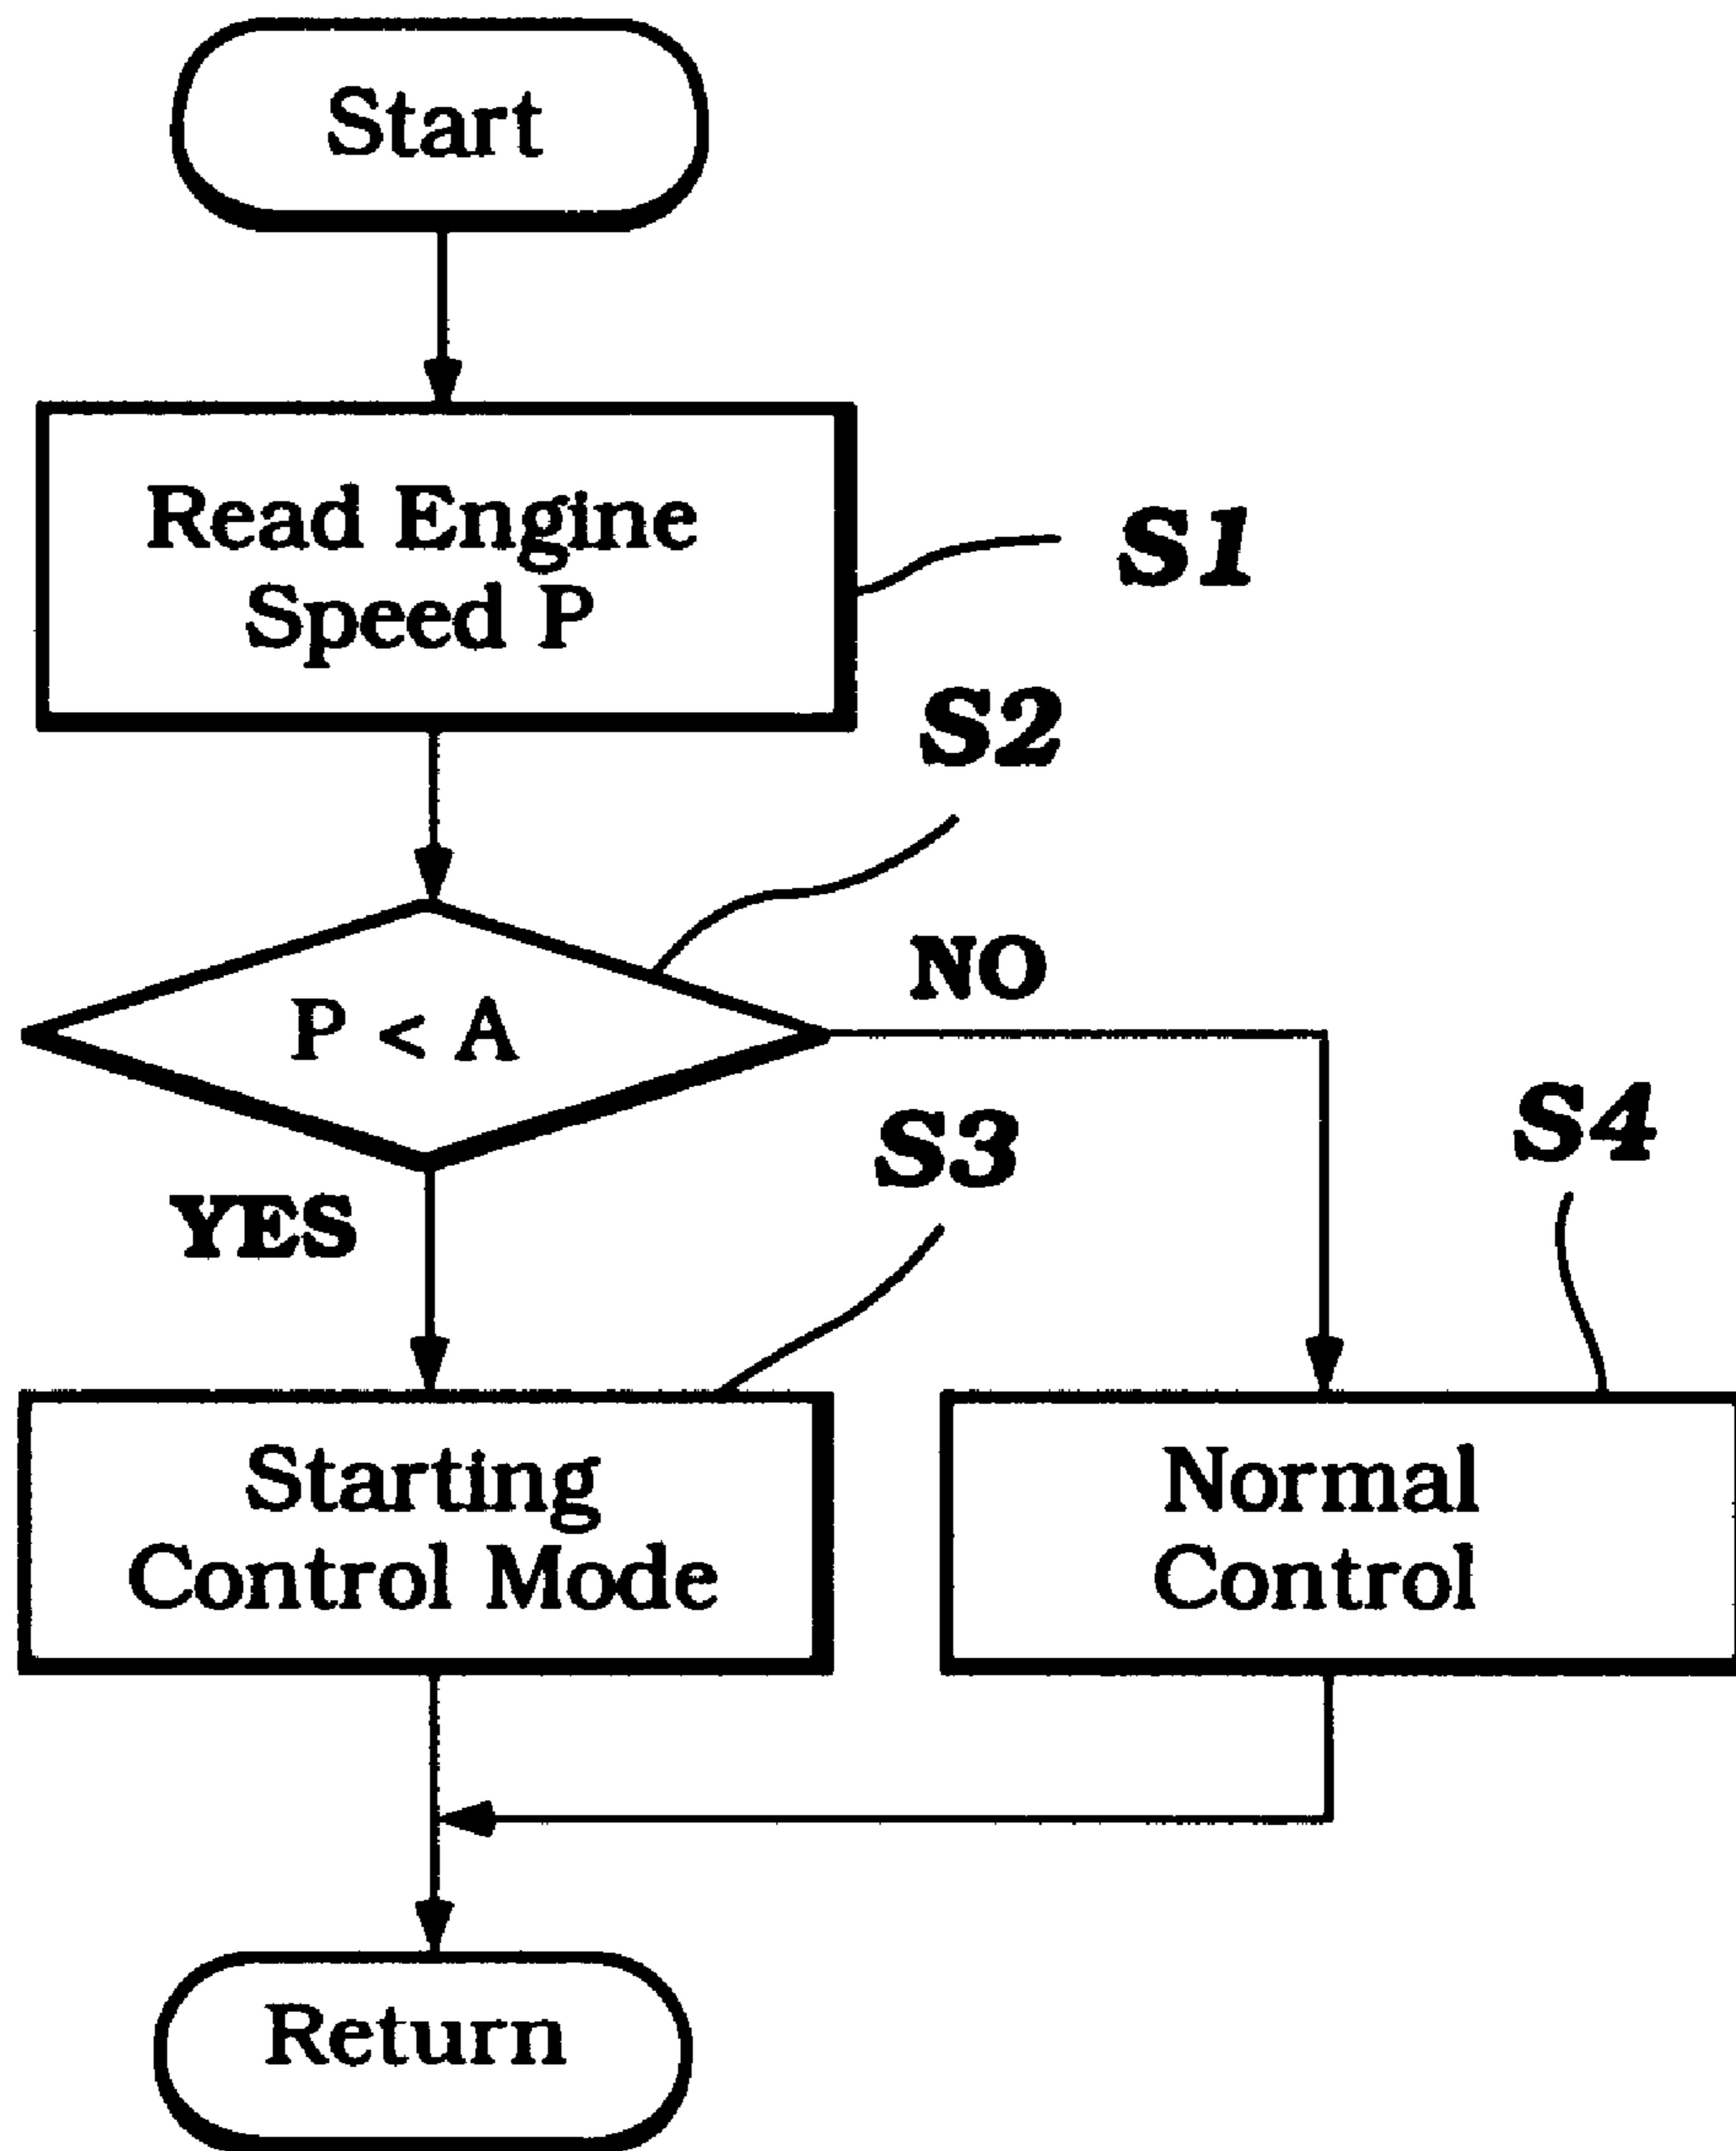 Start
Read Engine
Speed P
S1
S2
P < A
NO
YES
S3
S4
Starting
Control Mode
Normal
Control
Return